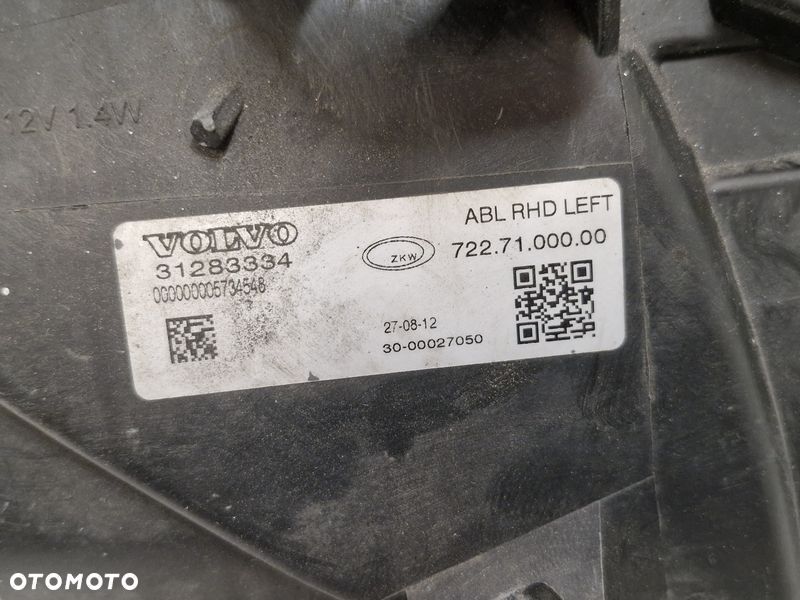 12V 1.4W
VOLVO
31283334
000000005734548
ABL RHD LEFT
ZKW
722.71.000.00
27-08-12
30-00027050
OTOMOTO